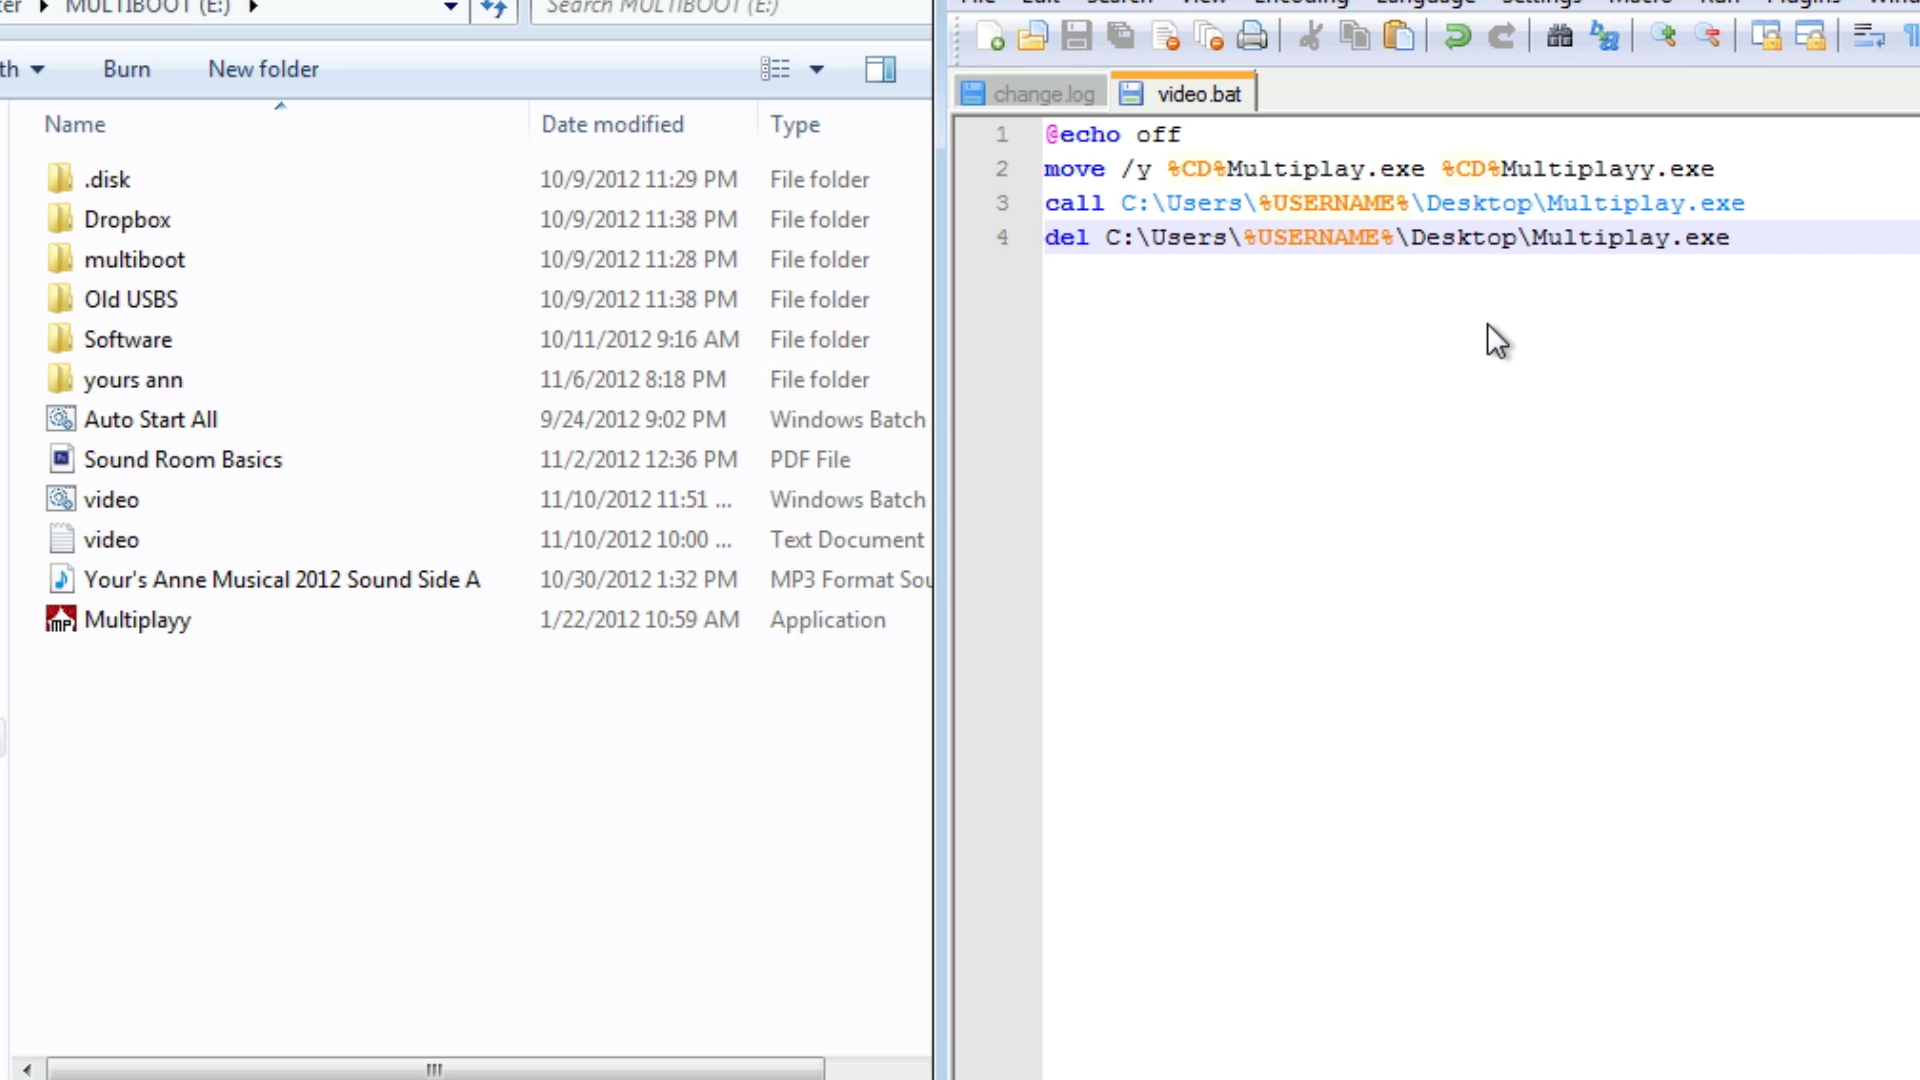 MULTIBOOT (E:)
Search MULTIBOOT (E:)
Burn
New folder
Name
Date modified
Type
.disk
10/9/2012 11:29 PM
File folder
Dropbox
10/9/2012 11:38 PM
File folder
multiboot
10/9/2012 11:28 PM
File folder
Old USBS
10/9/2012 11:38 PM
File folder
Software
10/11/2012 9:16 AM
File folder
yours ann
11/6/2012 8:18 PM
File folder
Auto Start All
9/24/2012 9:02 PM
Windows Batch
Sound Room Basics
11/2/2012 12:36 PM
PDF File
video
11/10/2012 11:51 ...
Windows Batch
video
11/10/2012 10:00 ...
Text Document
Your's Anne Musical 2012 Sound Side A
10/30/2012 1:32 PM
MP3 Format Sou
Multiplayy
1/22/2012 10:59 AM
Application
change.log
video.bat
1 @echo off
2 move /y %CD%Multiplay.exe %CD%Multiplayy.exe
3 call C:\Users\%USERNAME%\Desktop\Multiplay.exe
4 del C:\Users\%USERNAME%\Desktop\Multiplay.exe